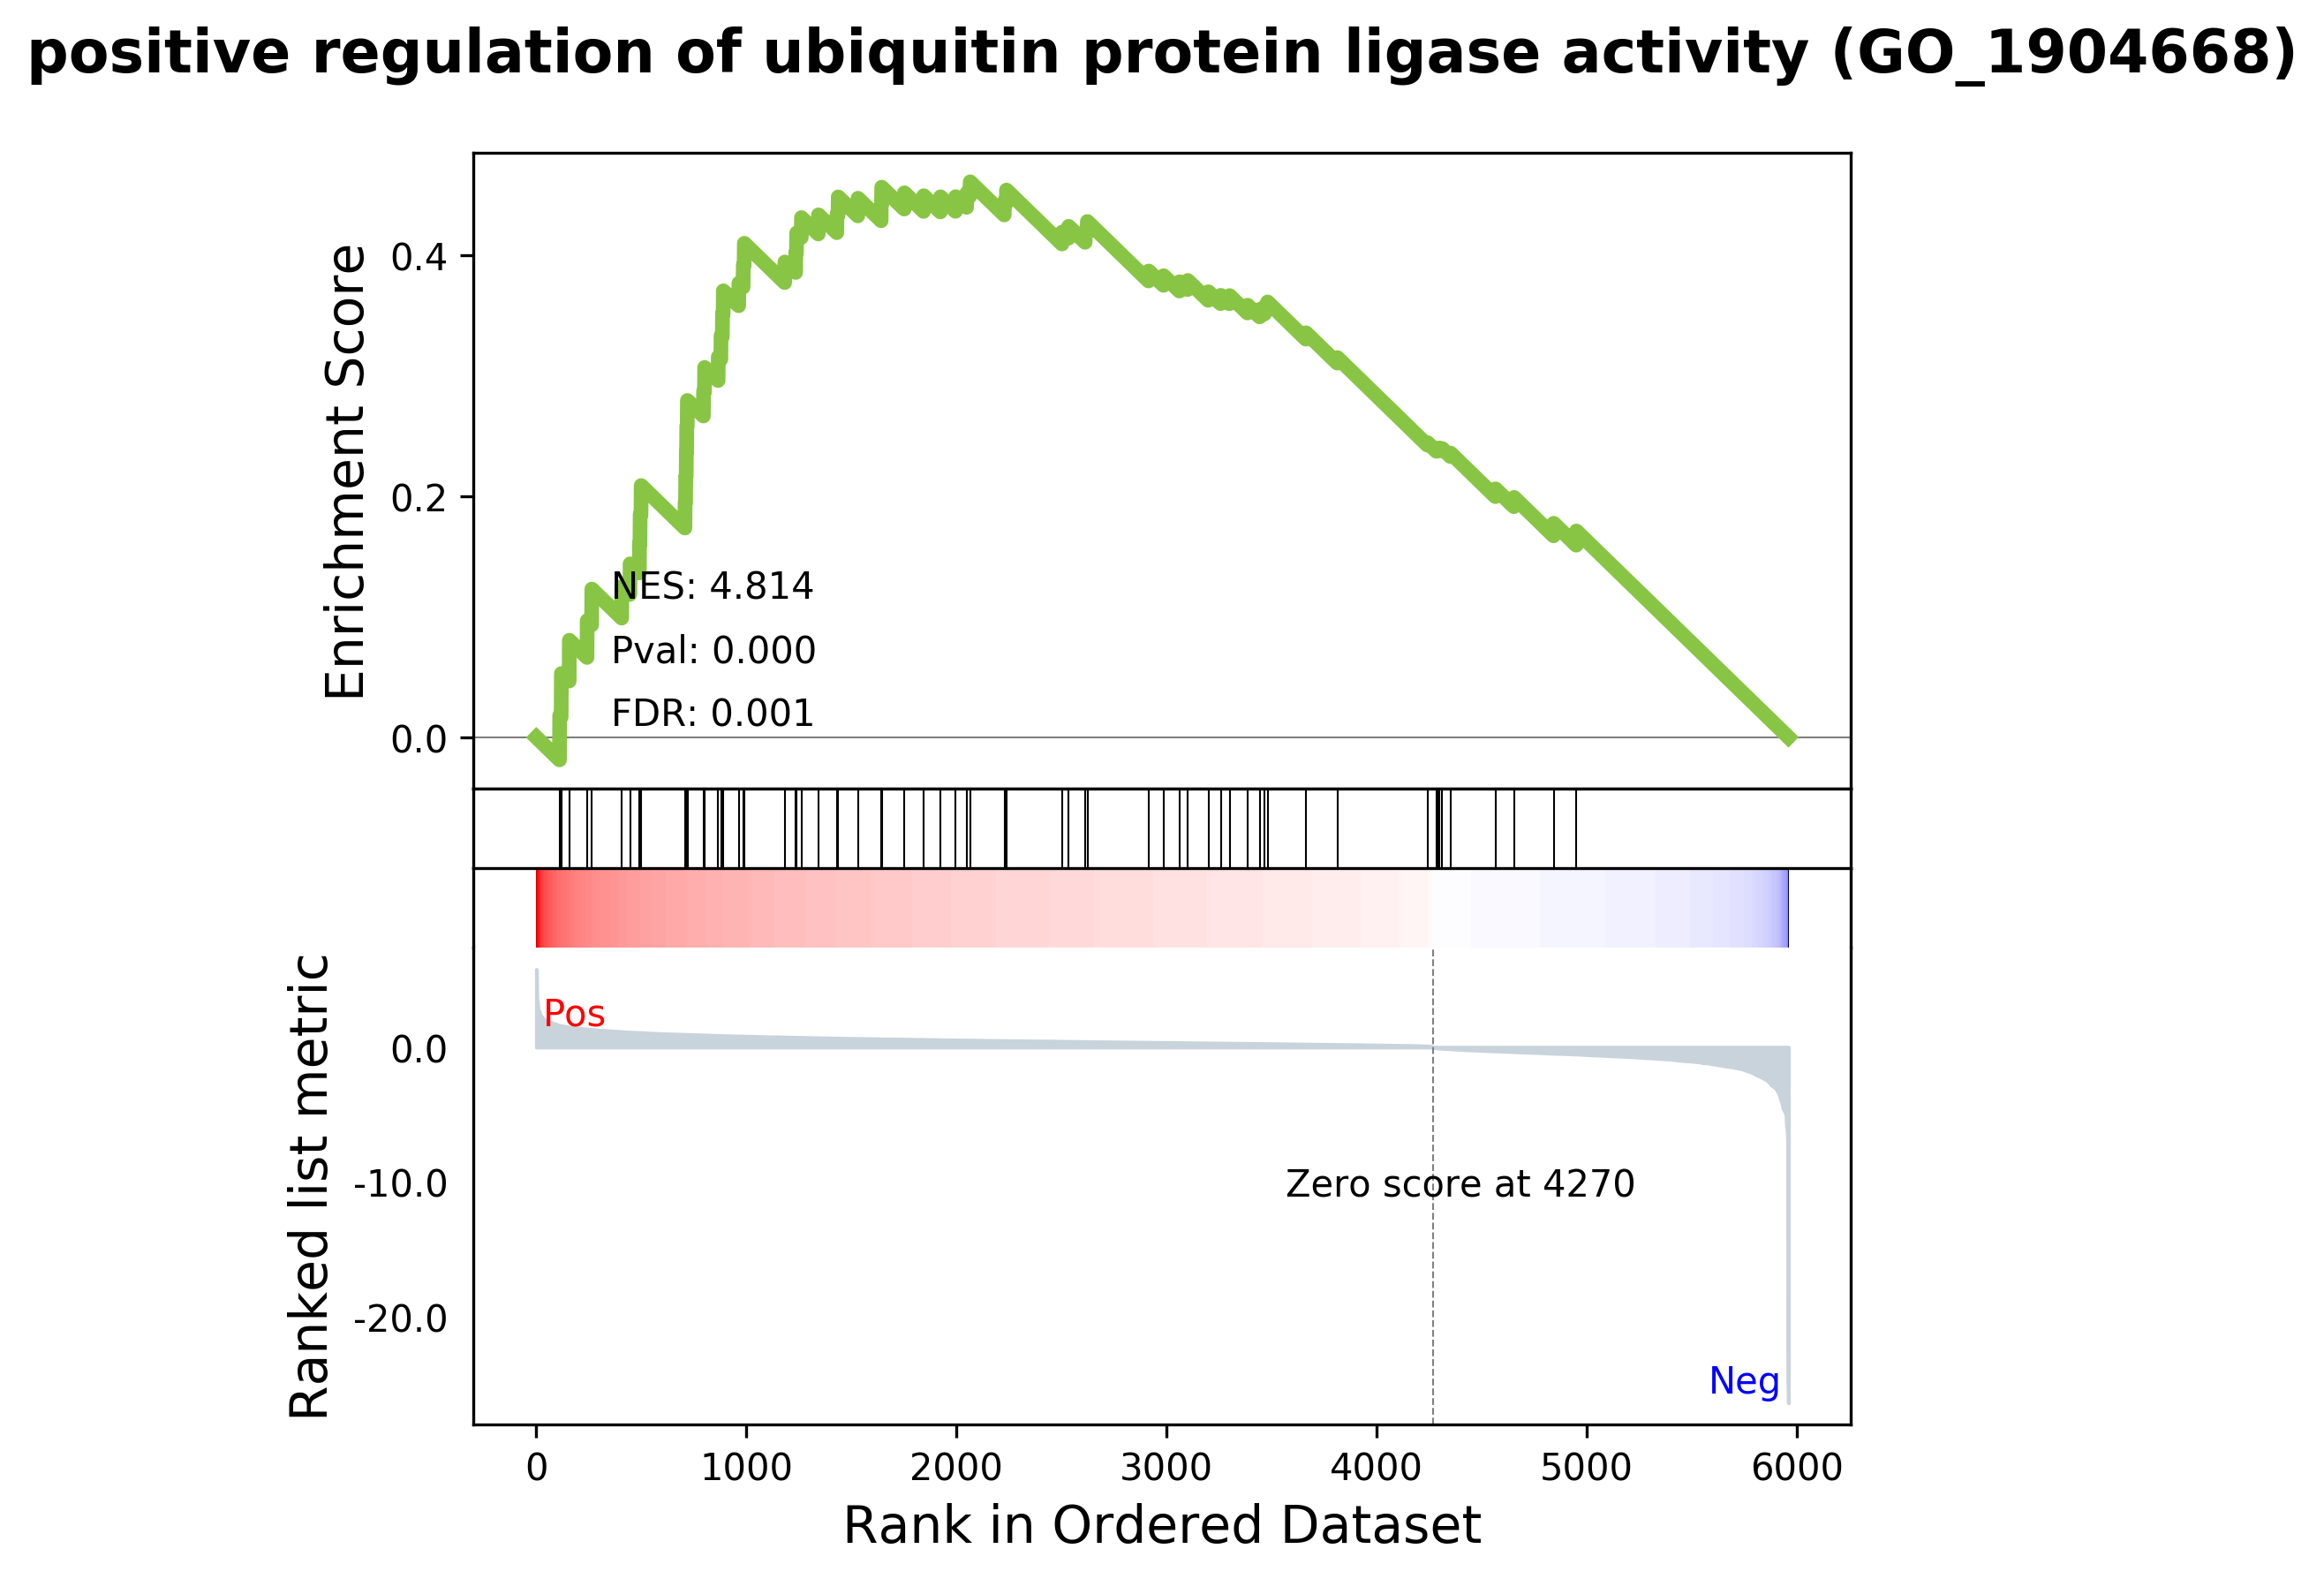 positive regulation of ubiquitin protein ligase activity (GO_1904668)
Enrichment Score
0.4
0.2
0.0
NES: 4.814
Pval: 0.000
FDR: 0.001
Ranked list metric
0.0
-10.0
-20.0
Pos
Zero score at 4270
Neg
0 1000 2000 3000 4000 5000 6000
Rank in Ordered Dataset